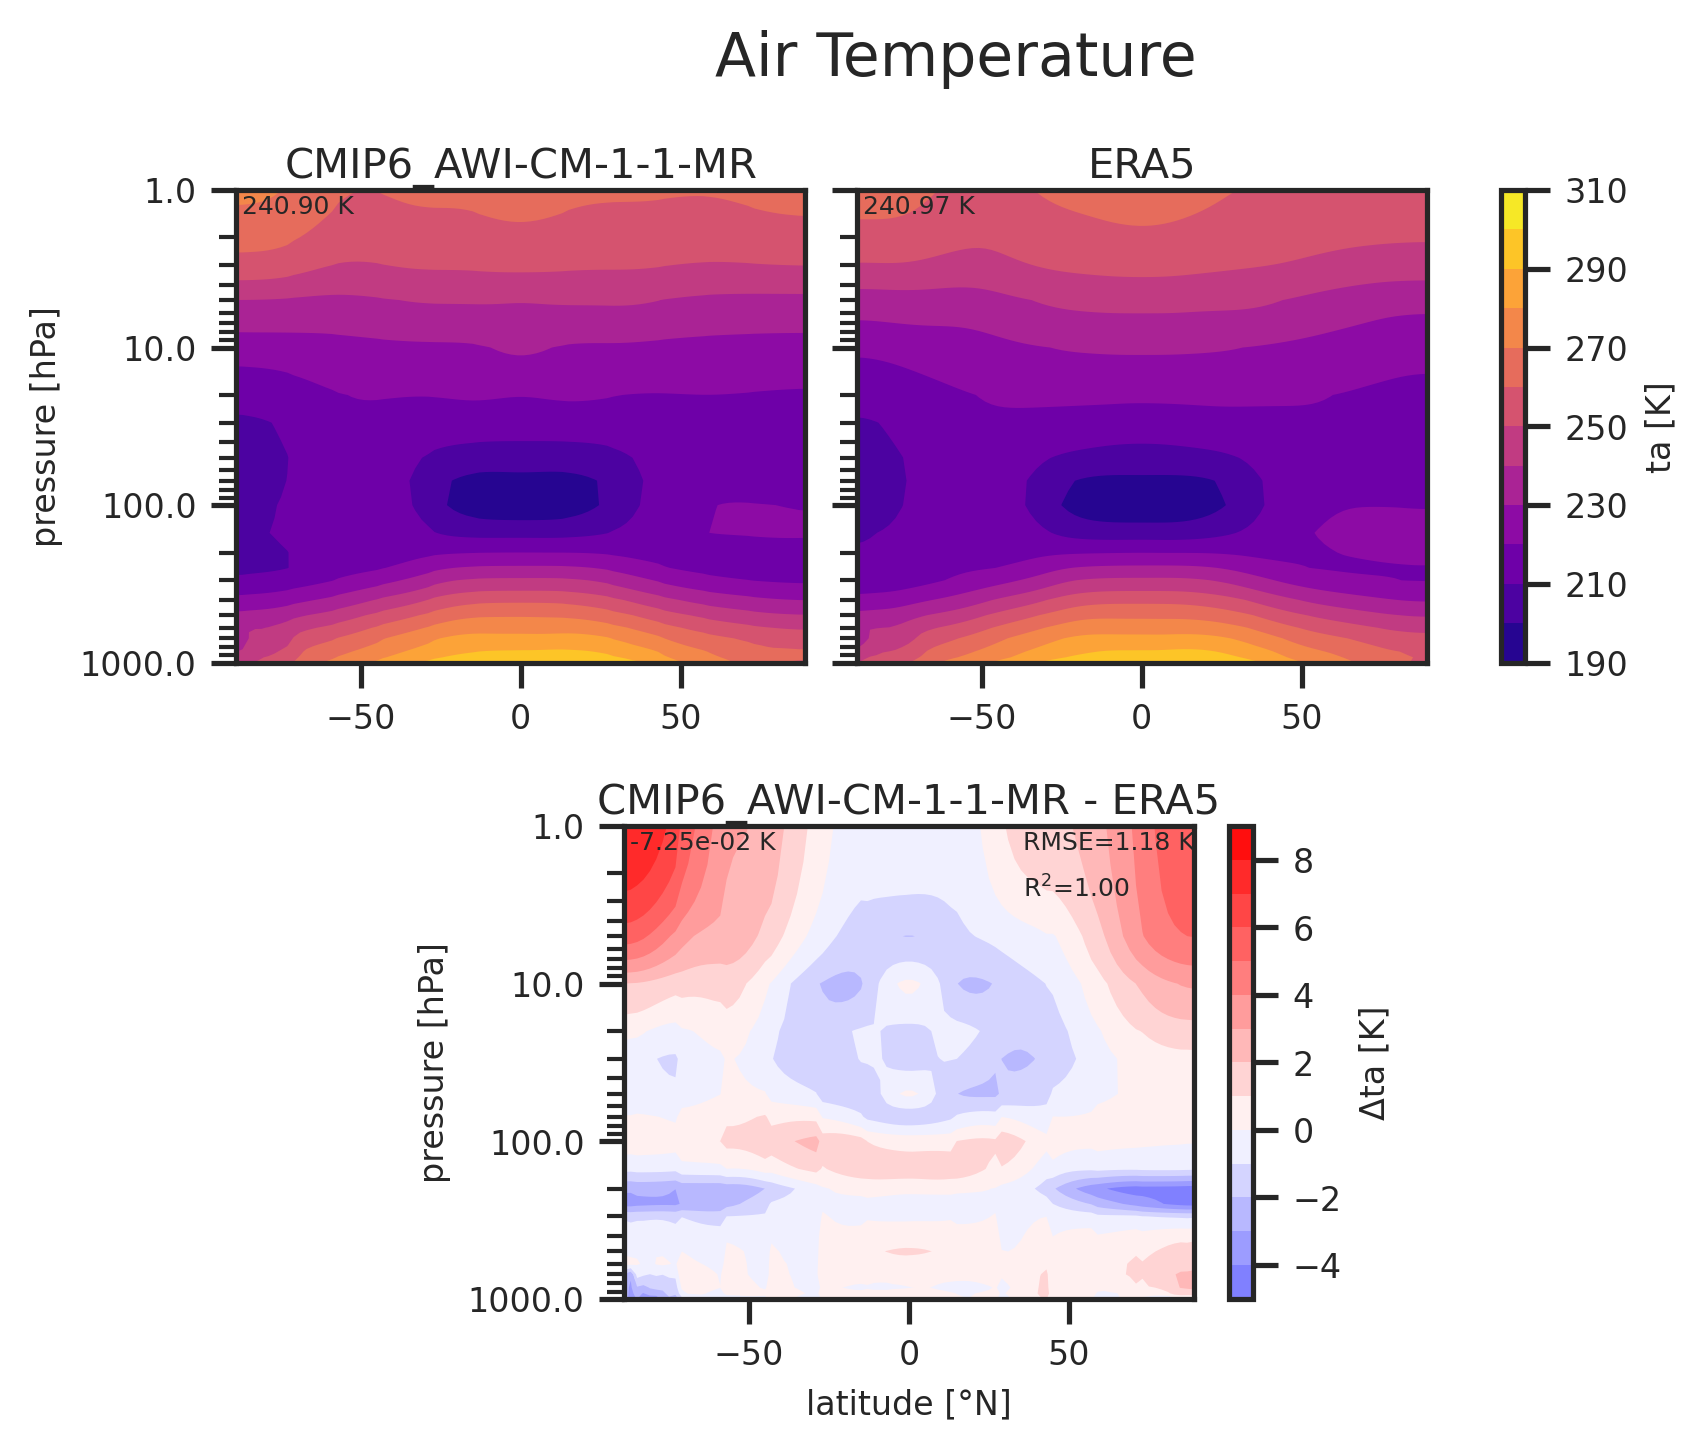 Air Temperature
CMIP6_AWI-CM-1-1-MR
ERA5
240.90 K
240.97 K
1.0
10.0
100.0
1000.0
pressure [hPa]
−50
0
50
−50
0
50
310
290
270
250
230
210
190
ta [K]
CMIP6_AWI-CM-1-1-MR - ERA5
-7.25e-02 K
RMSE=1.18 K
R²=1.00
1.0
10.0
100.0
1000.0
pressure [hPa]
−50
0
50
latitude [°N]
8
6
4
2
0
−2
−4
Δta [K]